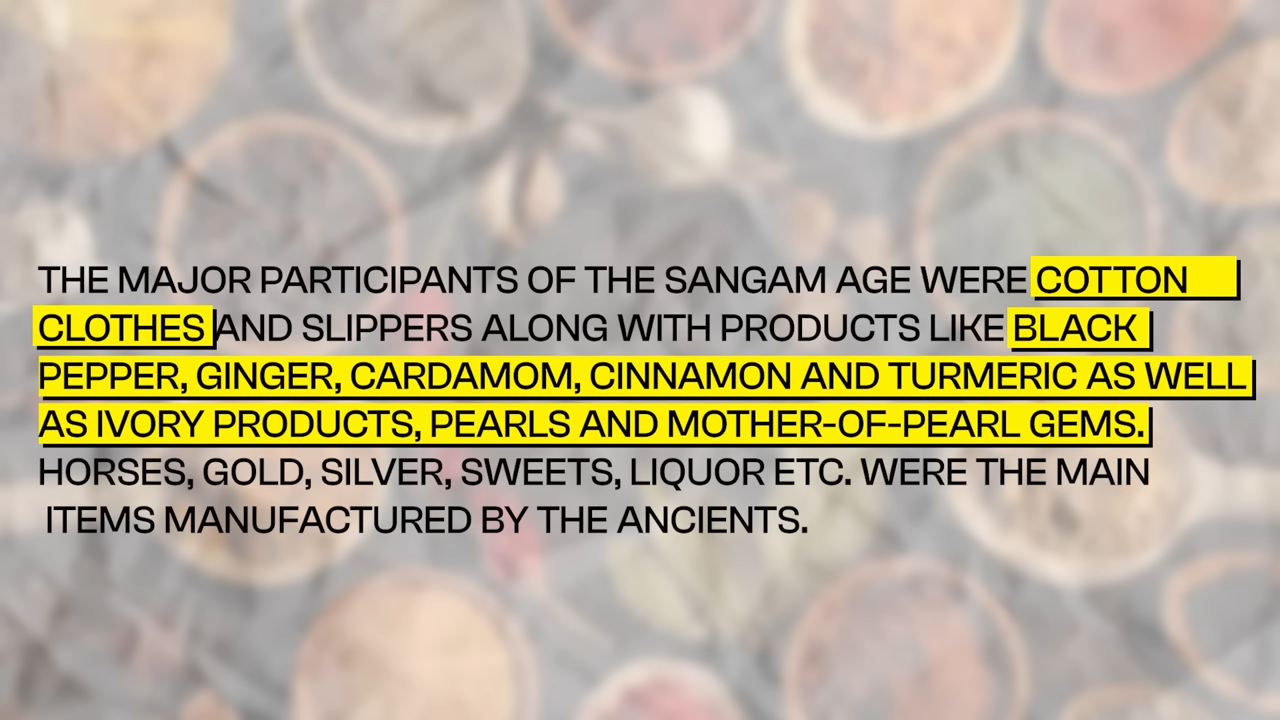 THE MAJOR PARTICIPANTS OF THE SANGAM AGE WERE COTTON
CLOTHES AND SLIPPERS ALONG WITH PRODUCTS LIKE BLACK
PEPPER, GINGER, CARDAMOM, CINNAMON AND TURMERIC AS WELL
AS IVORY PRODUCTS, PEARLS AND MOTHER-OF-PEARL GEMS.
HORSES, GOLD, SILVER, SWEETS, LIQUOR ETC. WERE THE MAIN
ITEMS MANUFACTURED BY THE ANCIENTS.